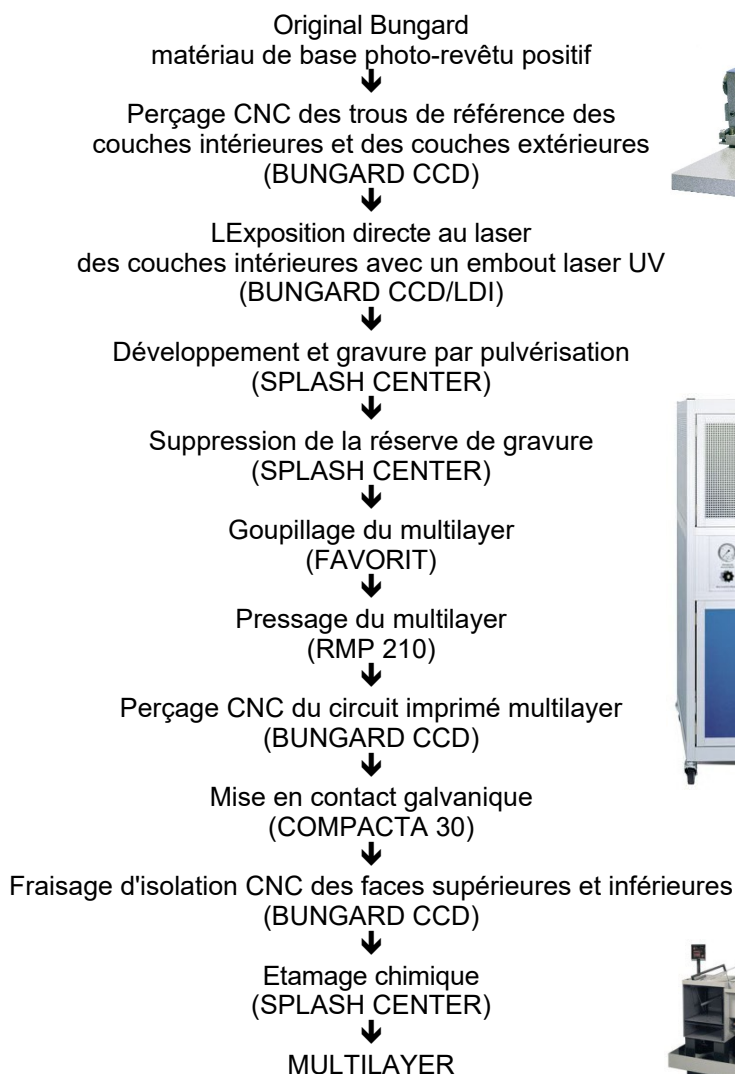 Original Bungard
matériau de base photo-revêtu positif
Perçage CNC des trous de référence des
couches intérieures et des couches extérieures
(BUNGARD CCD)
LExposition directe au laser
des couches intérieures avec un embout laser UV
(BUNGARD CCD/LDI)
Développement et gravure par pulvérisation
(SPLASH CENTER)
Suppression de la réserve de gravure
(SPLASH CENTER)
Goupillage du multilayer
(FAVORIT)
Pressage du multilayer
(RMP 210)
Perçage CNC du circuit imprimé multilayer
(BUNGARD CCD)
Mise en contact galvanique
(COMPACTA 30)
Fraisage d'isolation CNC des faces supérieures et inférieures
(BUNGARD CCD)
Etamage chimique
(SPLASH CENTER)
MULTILAYER